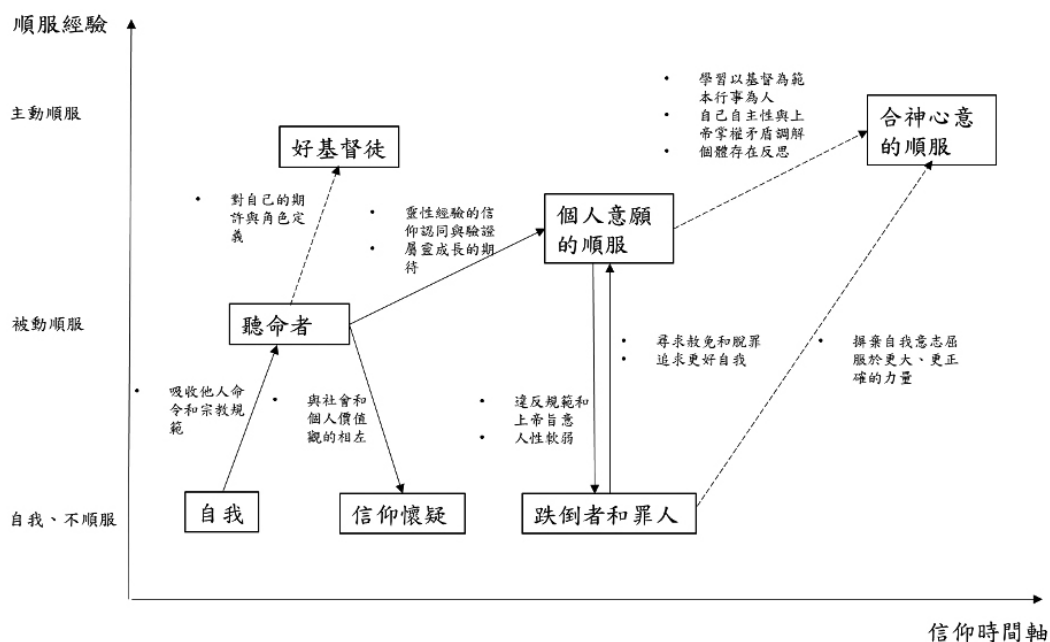 順服經驗
主動順服
被動順服
自我、不順服
信仰時間軸
好基督徒
對自己的期
許與角色定
義
聽命者
吸收他人命
令和宗教規
範
自我
靈性經驗的信
仰認同與驗證
屬靈成長的期
待
與社會和
個人價值
觀的相左
信仰懷疑
個人意願
的順服
違反規範和
上帝旨意
人性軟弱
尋求赦免和脫罪
追求更好自我
跌倒者和罪人
學習以基督為範
本行事為人
自己自主性與上
帝掌權矛盾調解
個體存在反思
合神心意
的順服
摒棄自我意志屈
服於更大、更正
確的力量